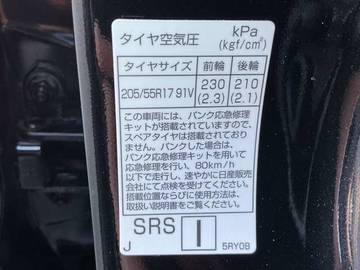 タイヤ空気圧 kPa (kgf/cm²)
タイヤサイズ 前輪 後輪
205/55R17 91V 230 (2.3) 210 (2.1)
この車両には、パンク応急修理
キットが搭載されていますので、
スペアタイヤは搭載されており
ません。パンクした場合は、
パンク応急修理キットを用いて
応急修理を行い、80km/h
以下で走行し、速やかに日産販売
会社にて点検を受けてください。
搭載位置ならびに使用方法は、
取扱い説明書をご覧ください。
SRS I
J 5RY0B